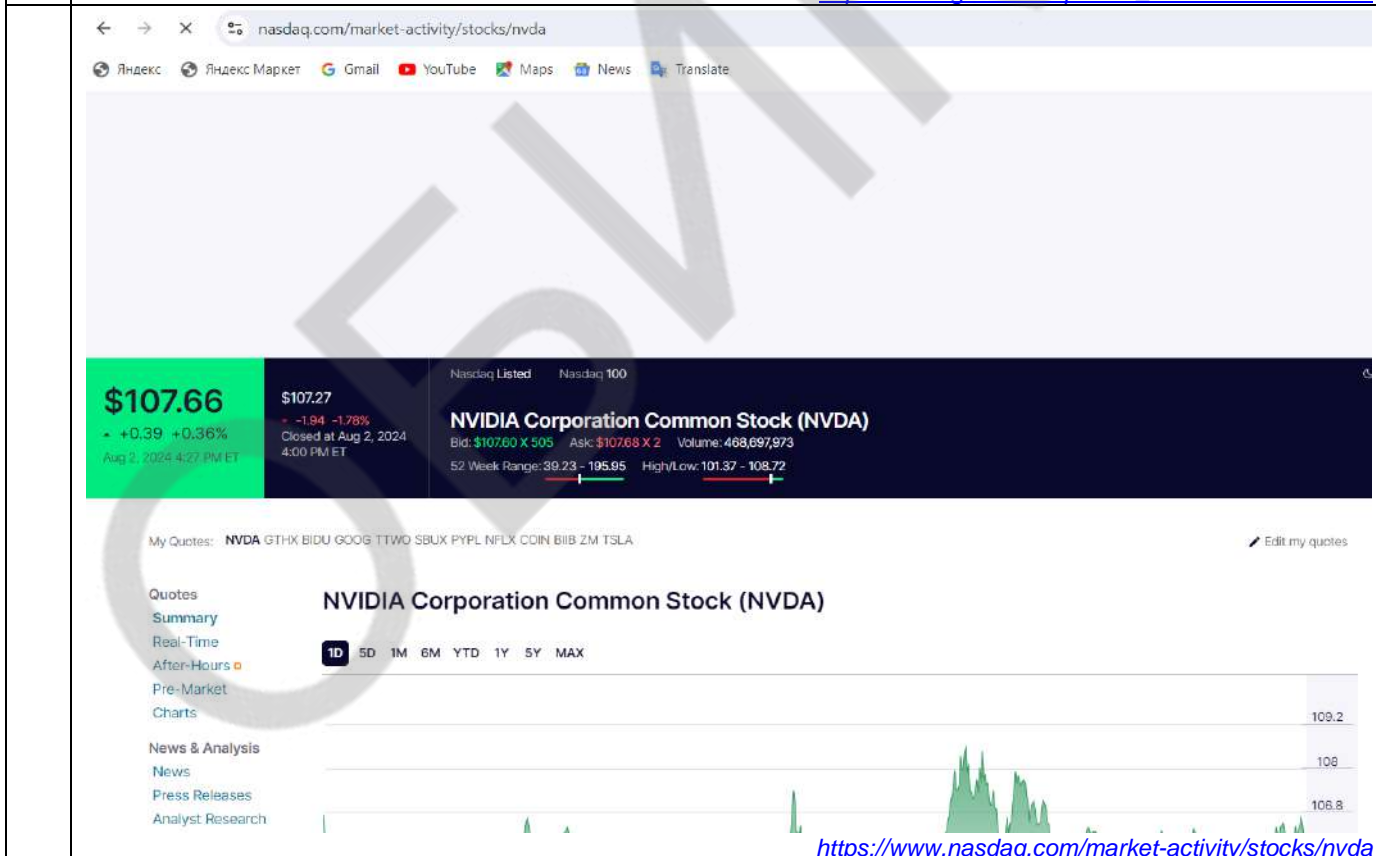 nasdaq.com/market-activity/stocks/nvda
Яндекс Яндекс Маркет Gmail YouTube Maps News Translate
Nasdaq Listed Nasdaq 100
$107.66 $107.27
+0.39 +0.36% -1.94 -1.78% NVIDIA Corporation Common Stock (NVDA)
Aug 2, 2024 4:27 PM ET Closed at Aug 2, 2024 4:00 PM ET Bid: $107.60 X 505 Ask: $107.68 X 2 Volume: 468,697,973
52 Week Range: 39.23 - 195.95 High/Low: 101.37 - 108.72
My Quotes: NVDA GTHX BIDU GOOG TTWO SBUX PYPL NFLX COIN BIIB ZM TSLA Edit my quotes
Quotes
NVIDIA Corporation Common Stock (NVDA)
Summary
Real-Time
1D 5D 1M 6M YTD 1Y 5Y MAX
After-Hours
Pre-Market
Charts
109.2
News & Analysis
108
News
Press Releases
106.8
Analyst Research
https://www.nasdaq.com/market-activity/stocks/nvda